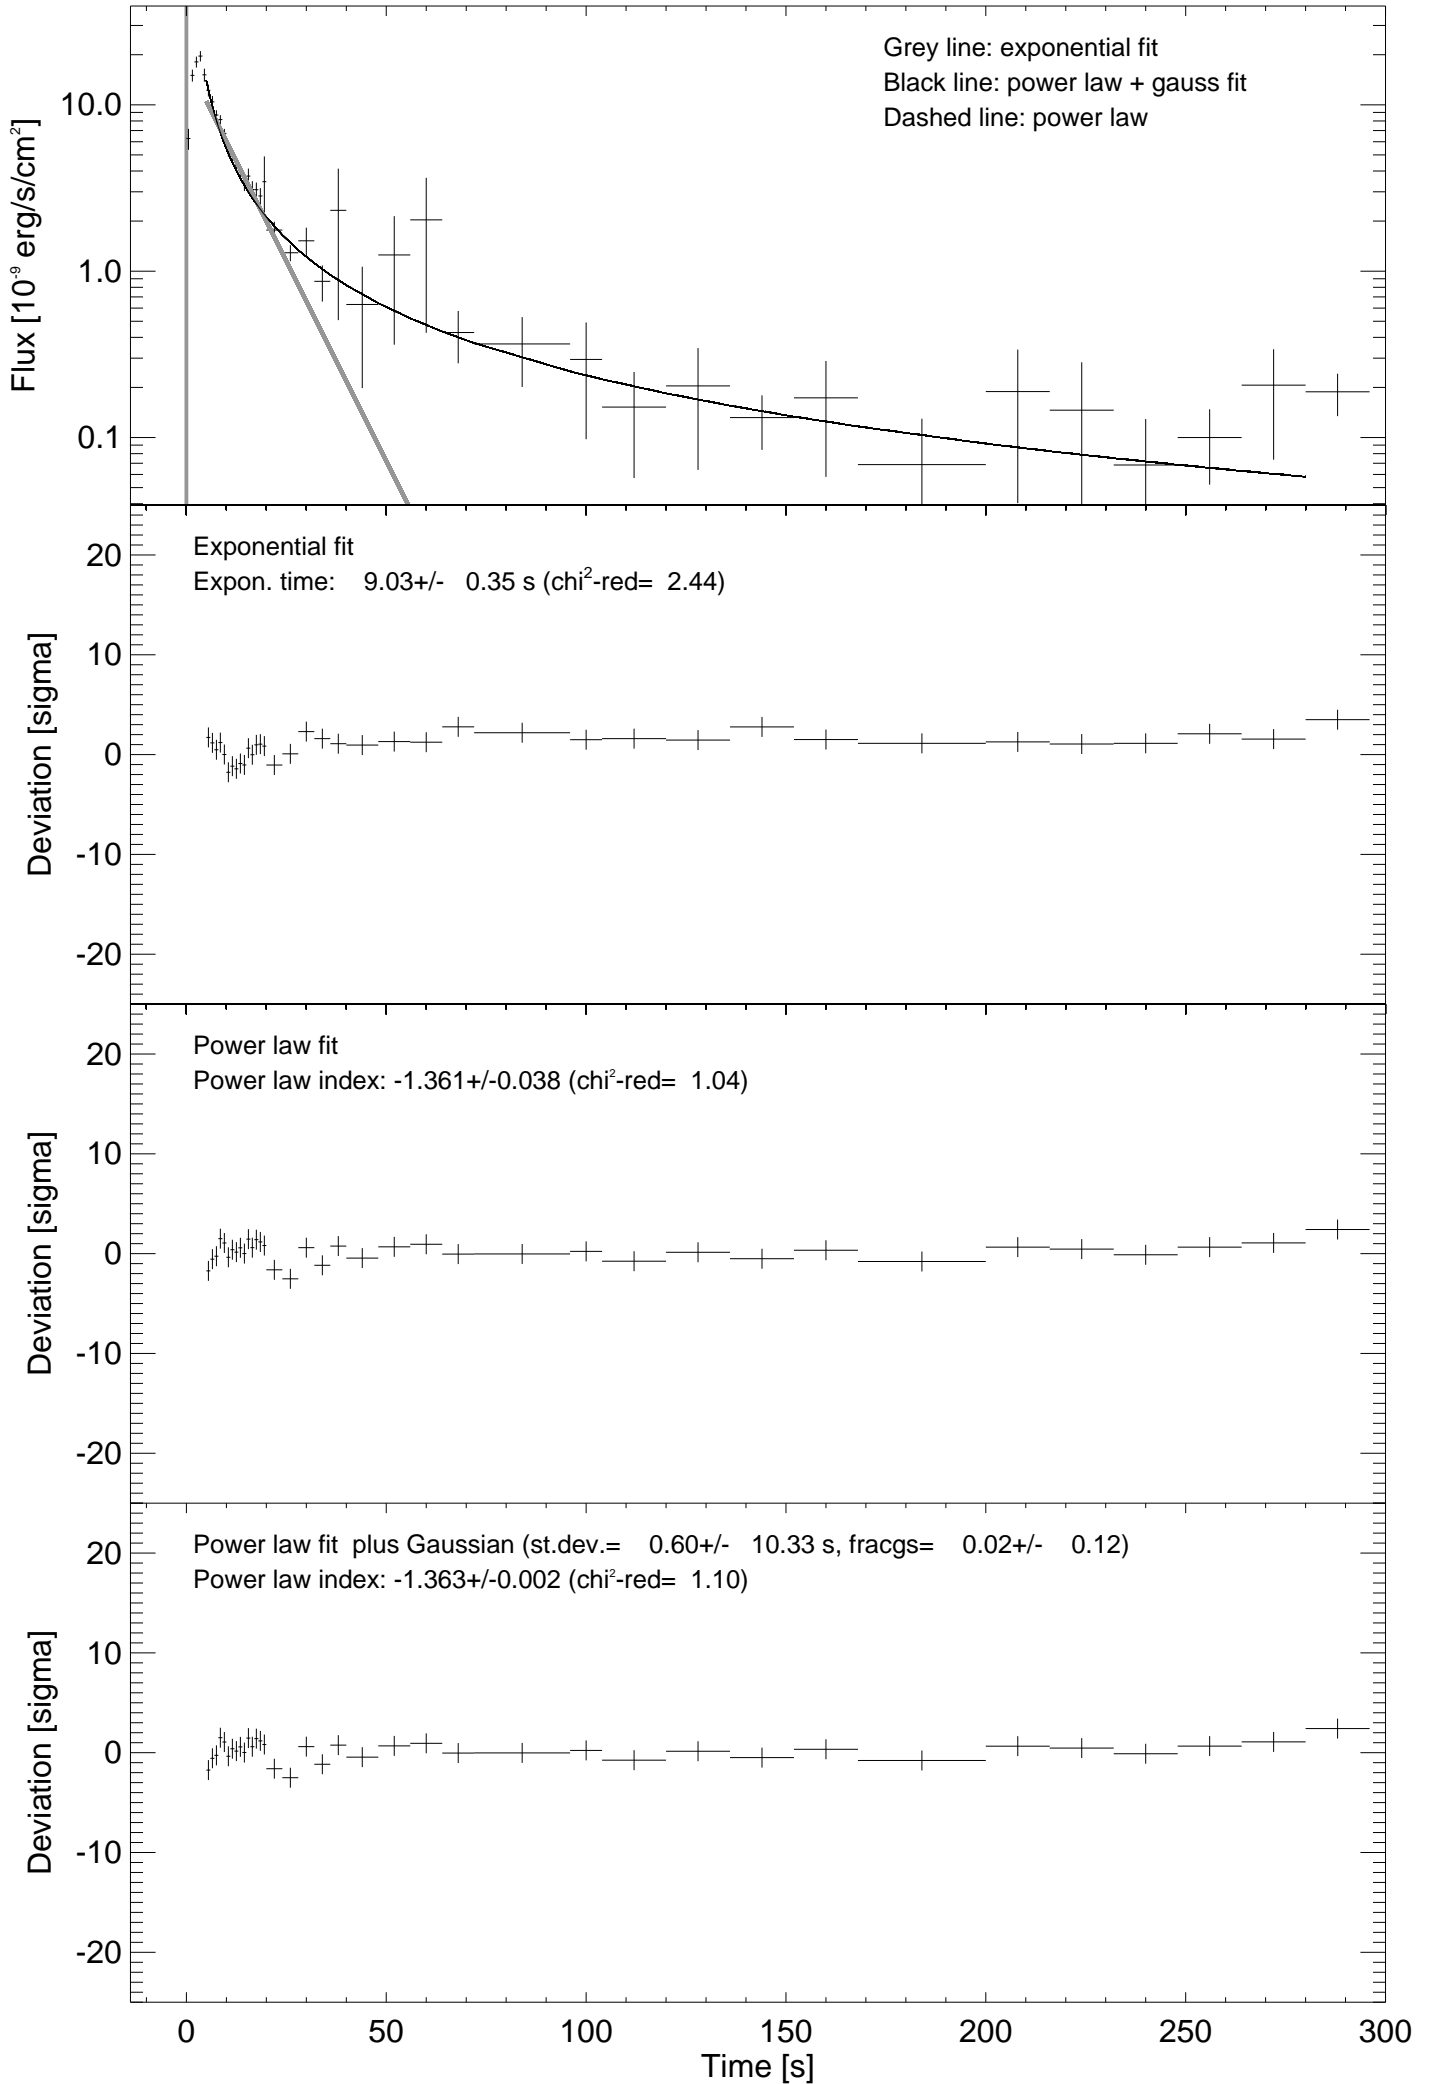 Grey line: exponential fit
Black line: power law + gauss fit
Dashed line: power law
10.0
1.0
0.1
Flux [10⁻⁹ erg/s/cm²]
Exponential fit
Expon. time: 9.03+/- 0.35 s (chi²-red= 2.44)
20
10
0
-10
-20
Deviation [sigma]
Power law fit
Power law index: -1.361+/-0.038 (chi²-red= 1.04)
20
10
0
-10
-20
Deviation [sigma]
Power law fit plus Gaussian (st.dev.= 0.60+/- 10.33 s, fracgs= 0.02+/- 0.12)
Power law index: -1.363+/-0.002 (chi²-red= 1.10)
20
10
0
-10
-20
Deviation [sigma]
0 50 100 150 200 250 300
Time [s]